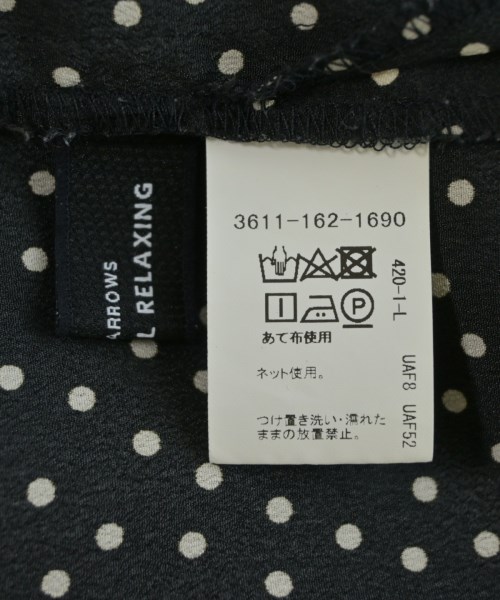 ARROWS
L RELAXING
3611-162-1690
P
あて布使用
ネット使用。
つけ置き洗い・濡れた
ままの放置禁止。
420-1-L
UAF8 UAF52